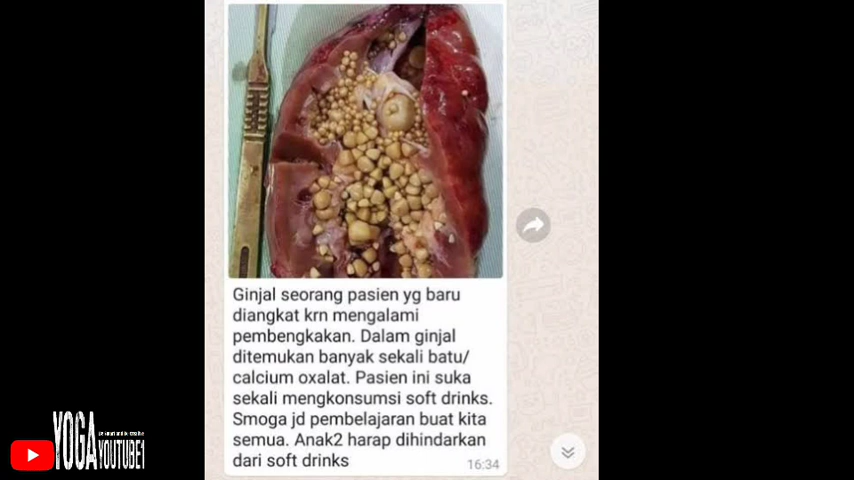 Ginjal seorang pasien yg baru
diangkat krn mengalami
pembengkakan. Dalam ginjal
ditemukan banyak sekali batu/
calcium oxalat. Pasien ini suka
sekali mengkonsumsi soft drinks.
Smoga jd pembelajaran buat kita
semua. Anak2 harap dihindarkan
dari soft drinks
16:34
YOGA
YOUTUBE1